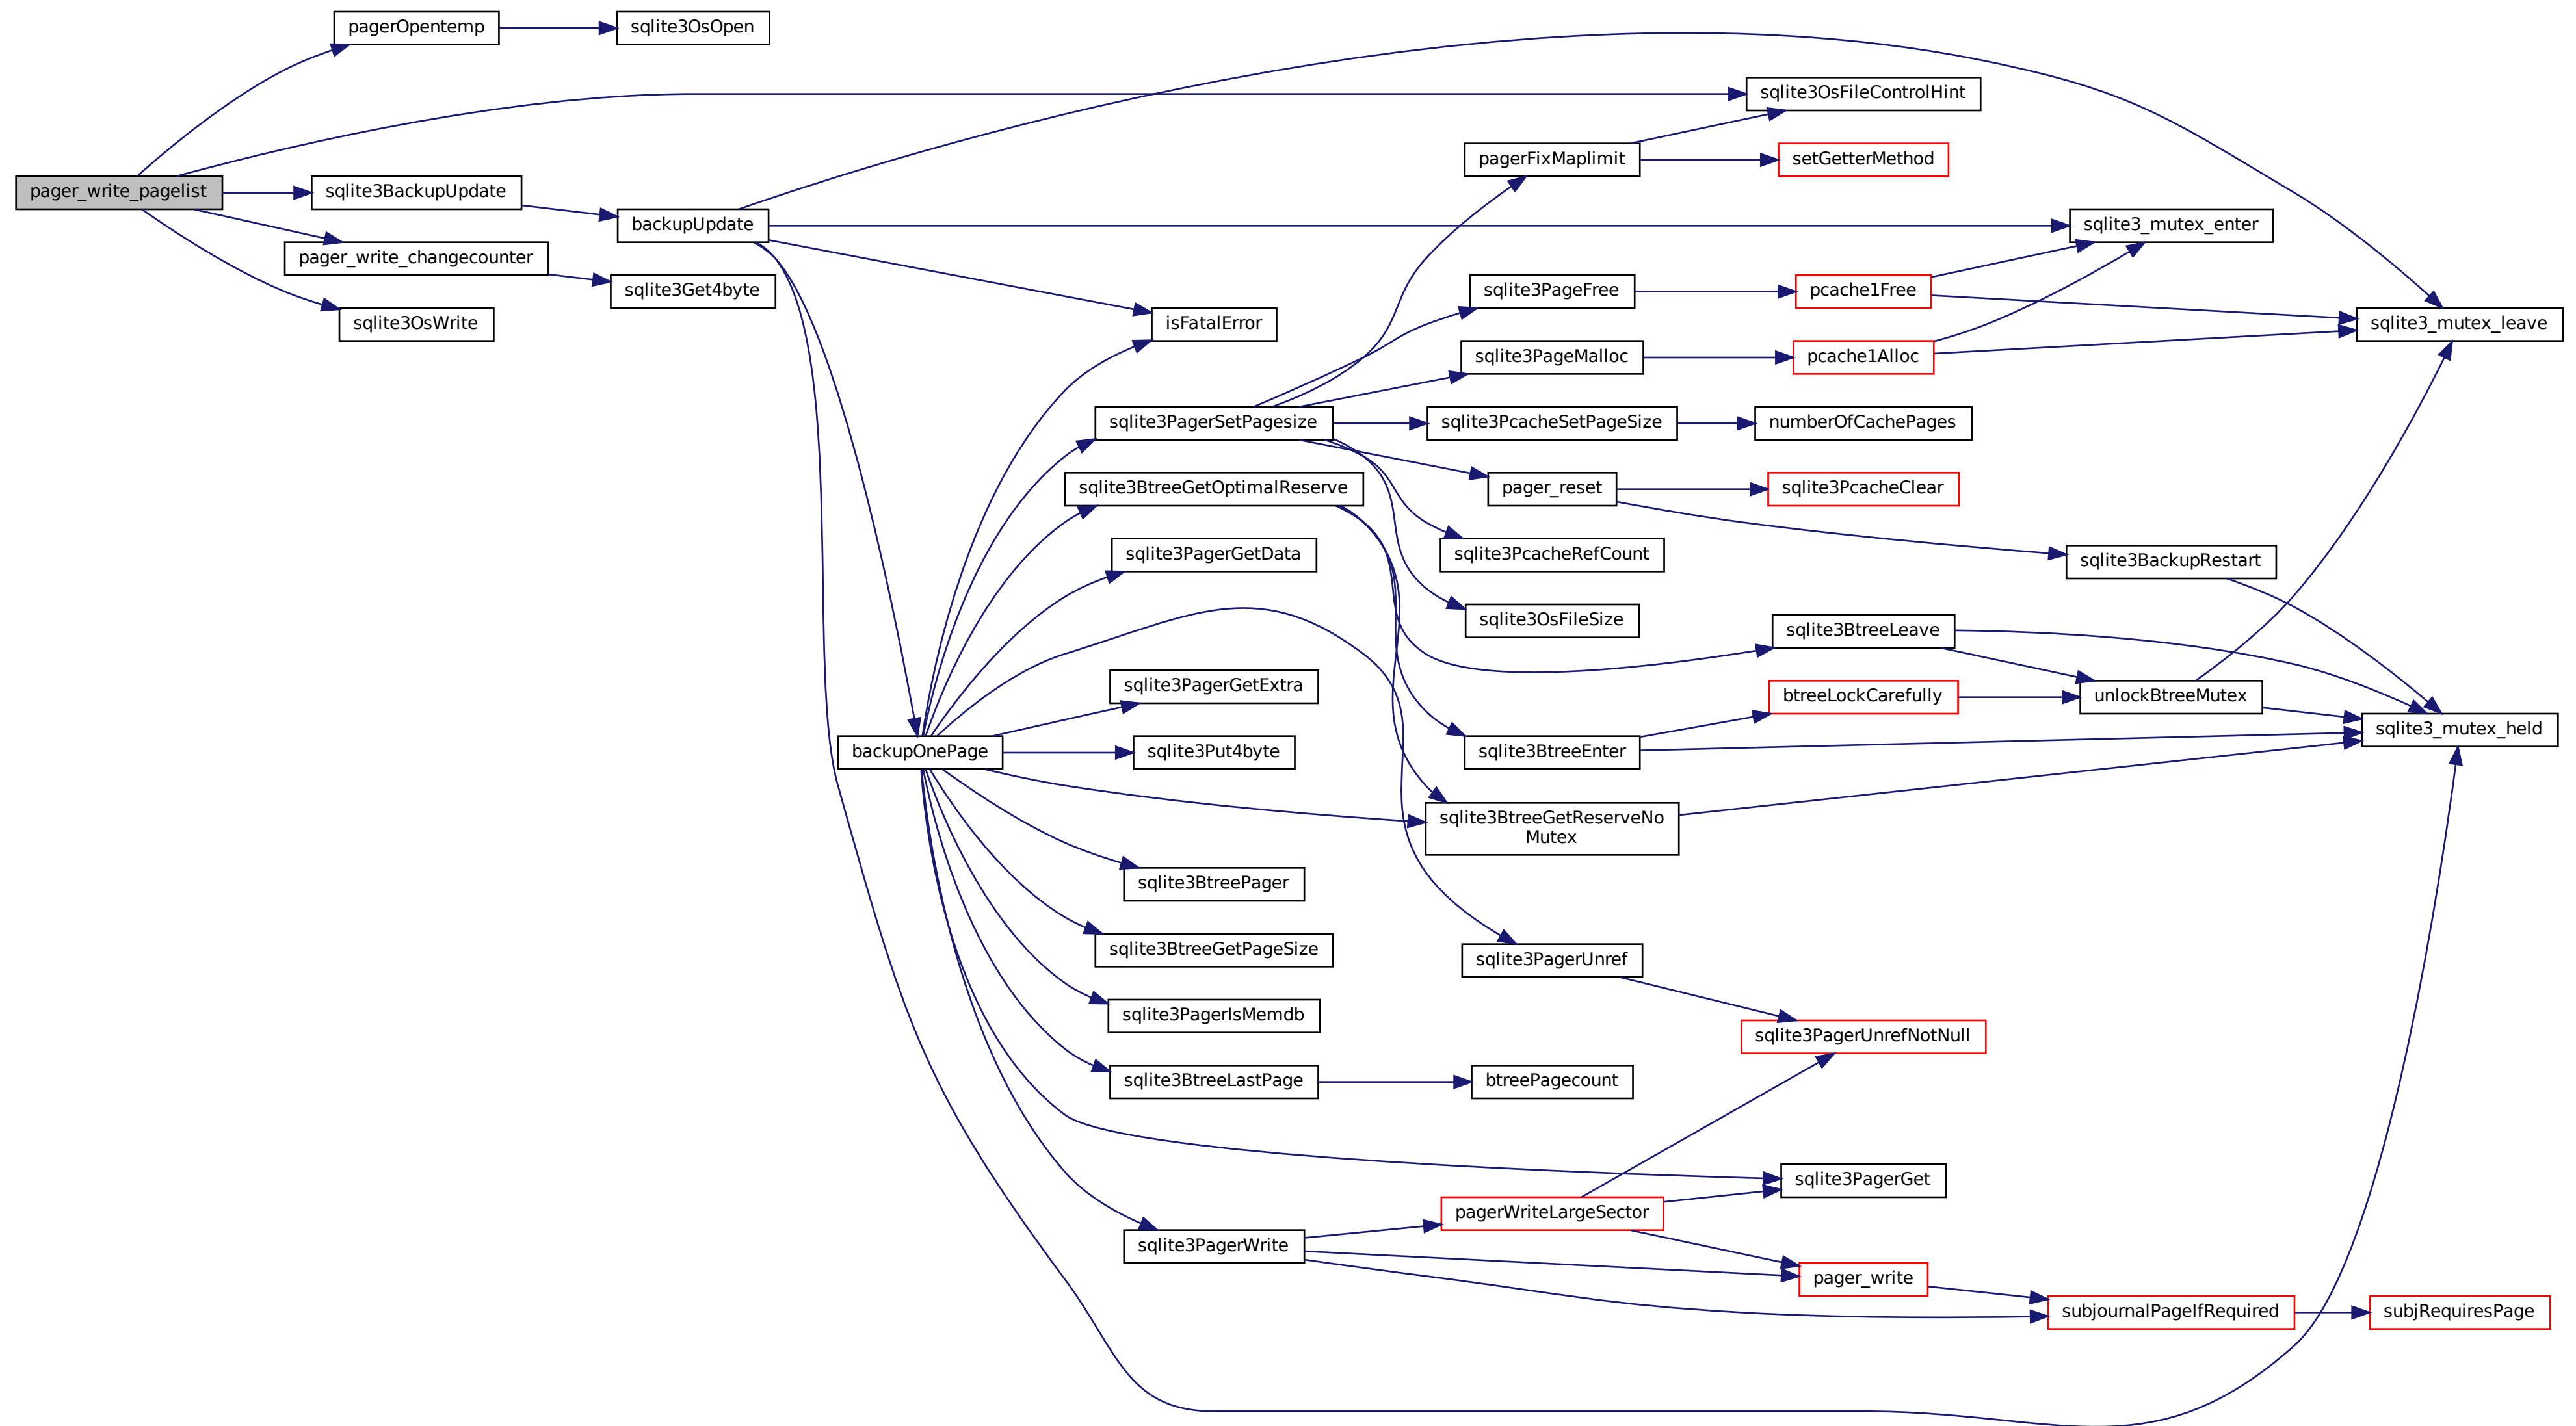 pagerOpentemp
sqlite3OsOpen
sqlite3OsFileControlHint
pagerFixMaplimit
setGetterMethod
pager_write_pagelist
sqlite3BackupUpdate
backupUpdate
sqlite3_mutex_enter
pager_write_changecounter
sqlite3Get4byte
sqlite3PageFree
pcache1Free
sqlite3OsWrite
isFatalError
sqlite3_mutex_leave
sqlite3PageMalloc
pcache1Alloc
sqlite3PagerSetPagesize
sqlite3PcacheSetPageSize
numberOfCachePages
sqlite3BtreeGetOptimalReserve
pager_reset
sqlite3PcacheClear
sqlite3PagerGetData
sqlite3PcacheRefCount
sqlite3BackupRestart
sqlite3OsFileSize
sqlite3BtreeLeave
sqlite3PagerGetExtra
btreeLockCarefully
unlockBtreeMutex
sqlite3_mutex_held
backupOnePage
sqlite3Put4byte
sqlite3BtreeEnter
sqlite3BtreeGetReserveNo
Mutex
sqlite3BtreePager
sqlite3BtreeGetPageSize
sqlite3PagerUnref
sqlite3PagerIsMemdb
sqlite3PagerUnrefNotNull
sqlite3BtreeLastPage
btreePagecount
sqlite3PagerGet
pagerWriteLargeSector
sqlite3PagerWrite
pager_write
subjournalPageIfRequired
subjRequiresPage